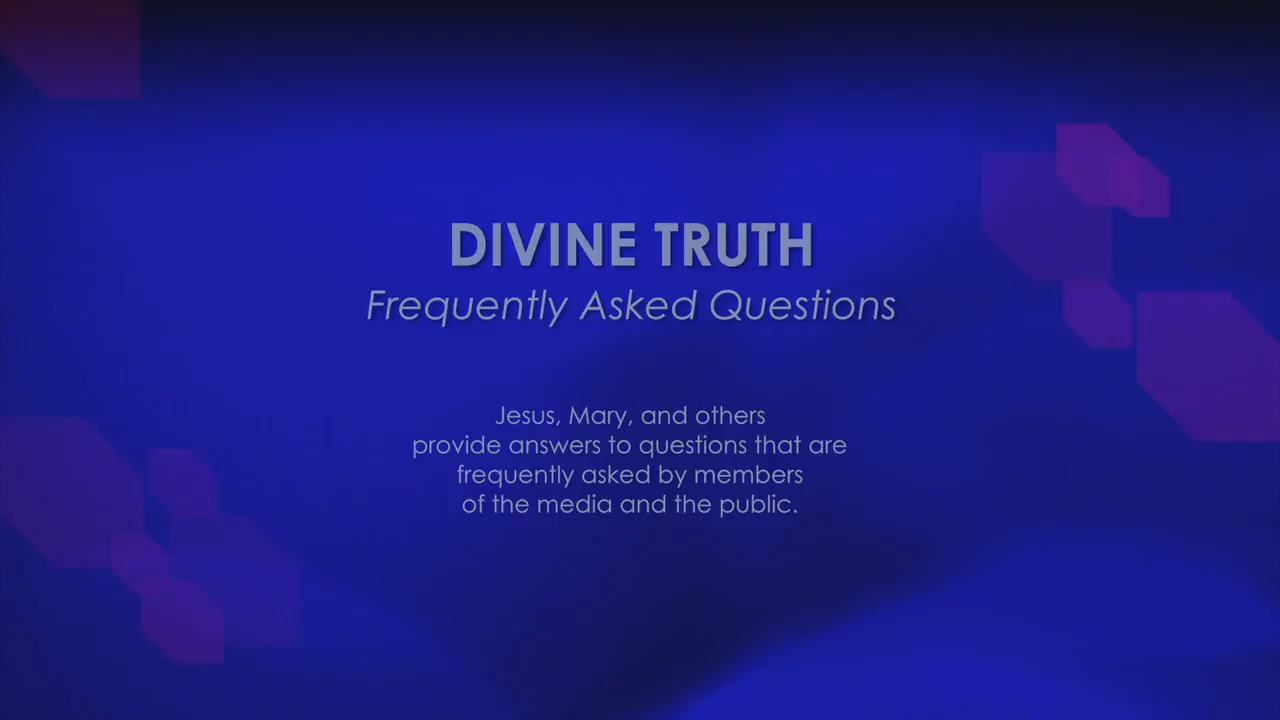 DIVINE TRUTH
Frequently Asked Questions
Jesus, Mary, and others
provide answers to questions that are
frequently asked by members
of the media and the public.